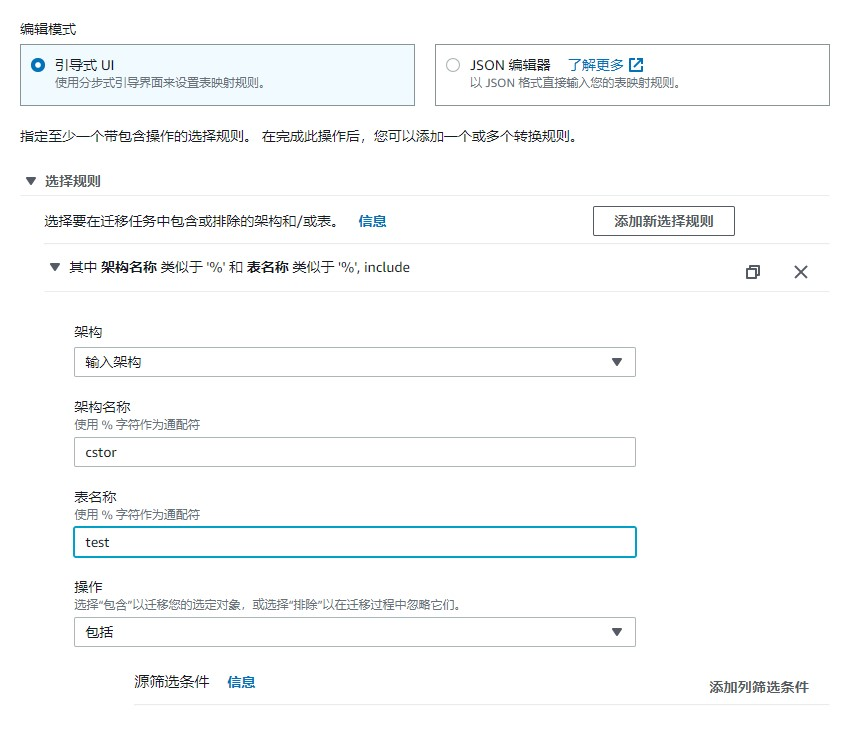 编辑模式
引导式 UI
使用分步式引导界面来设置表映射规则。
JSON 编辑器 了解更多
以 JSON 格式直接输入您的表映射规则。
指定至少一个带包含操作的选择规则。 在完成此操作后，您可以添加一个或多个转换规则。
选择规则
选择要在迁移任务中包含或排除的架构和/或表。 信息
添加新选择规则
其中 架构名称 类似于 '%' 和 表名称 类似于 '%', include
架构
输入架构
架构名称
使用 % 字符作为通配符
cstor
表名称
使用 % 字符作为通配符
test
操作
选择“包含”以迁移您的选定对象，或选择“排除”以在迁移过程中忽略它们。
包括
源筛选条件 信息
添加列筛选条件